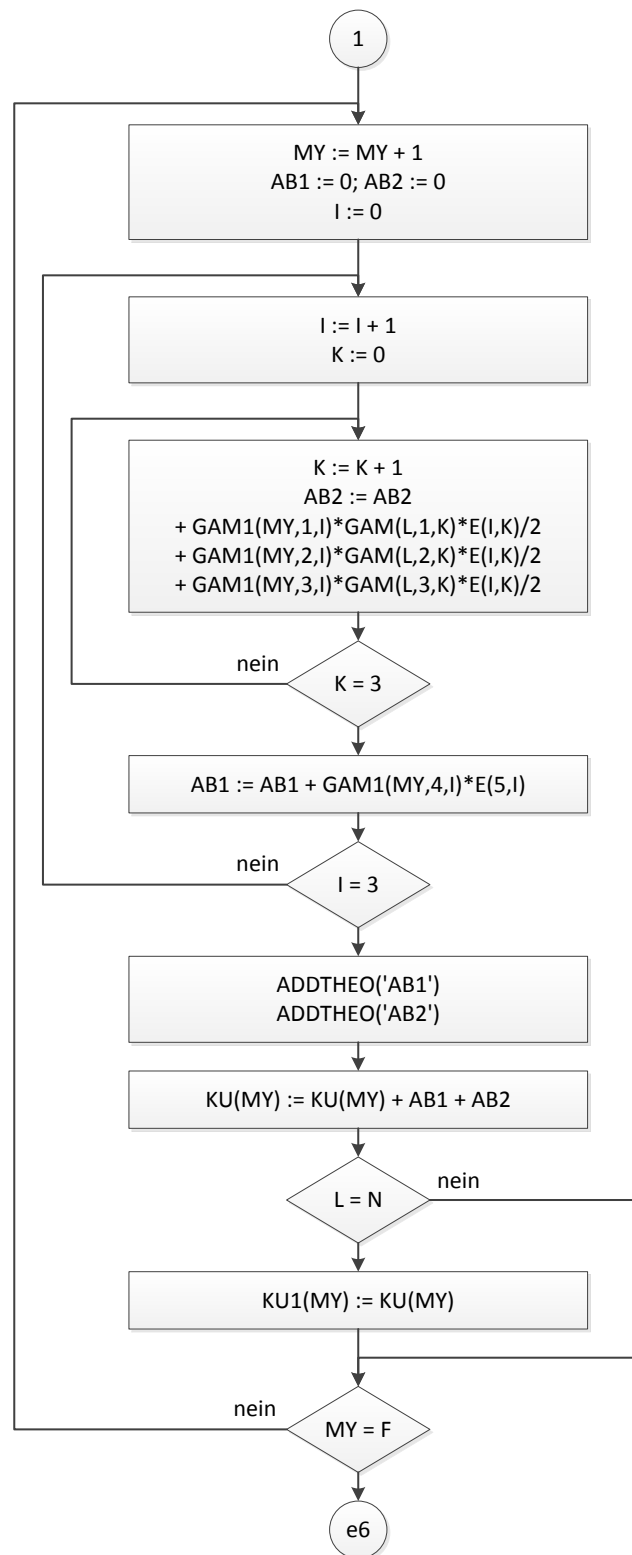 1
MY := MY + 1
AB1 := 0; AB2 := 0
I := 0
I := I + 1
K := 0
K := K + 1
AB2 := AB2
+ GAM1(MY,1,I)*GAM(L,1,K)*E(I,K)/2
+ GAM1(MY,2,I)*GAM(L,2,K)*E(I,K)/2
+ GAM1(MY,3,I)*GAM(L,3,K)*E(I,K)/2
nein
K = 3
AB1 := AB1 + GAM1(MY,4,I)*E(5,I)
nein
I = 3
ADDTHEO('AB1')
ADDTHEO('AB2')
KU(MY) := KU(MY) + AB1 + AB2
nein
L = N
KU1(MY) := KU(MY)
nein
MY = F
e6